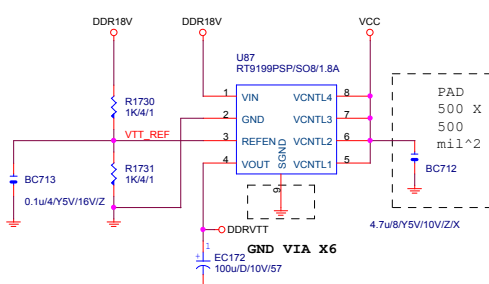 DDR18V
DDR18V
VCC
U87
RT9199PSP/SO8/1.8A
1 VIN VCNTL4 8
2 GND VCNTL3 7
3 REFEN VCNTL2 6
4 VOUT VCNTL1 5
SGND
9
R1730
1K/4/1
VTT_REF
R1731
1K/4/1
BC713
0.1u/4/Y5V/16V/Z
PAD
500 X
500
mil^2
BC712
4.7u/8/Y5V/10V/Z/X
DDRVTT
GND VIA X6
1
+
EC172
100u/D/10V/57